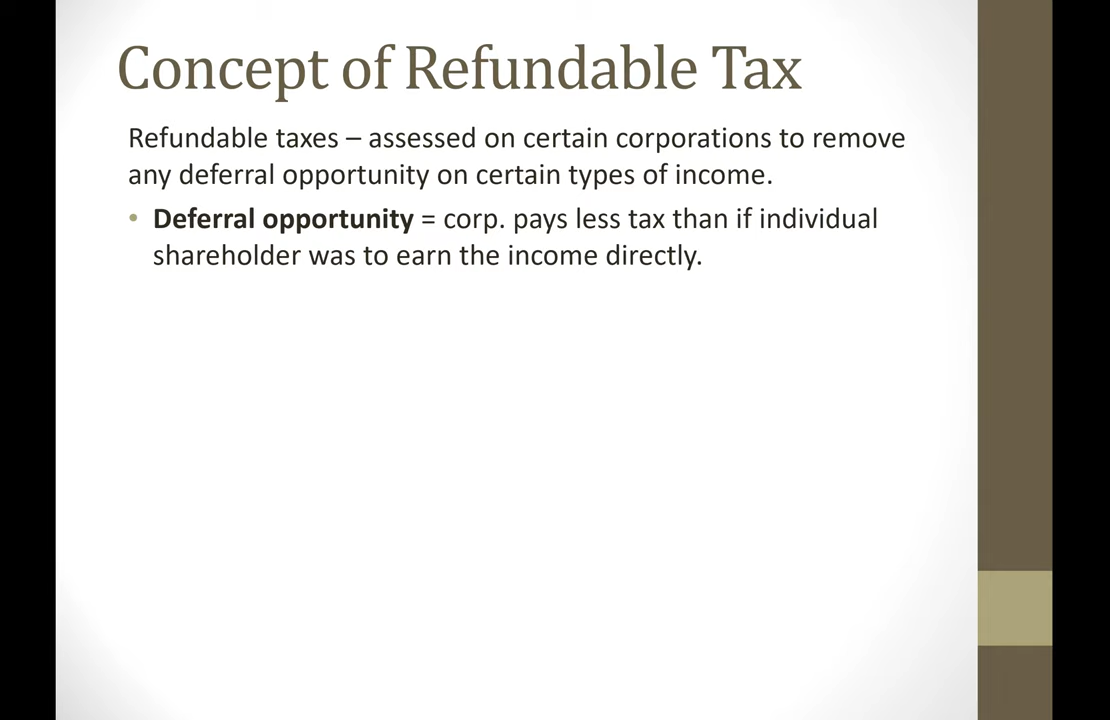 Concept of Refundable Tax
Refundable taxes – assessed on certain corporations to remove
any deferral opportunity on certain types of income.
• Deferral opportunity = corp. pays less tax than if individual
shareholder was to earn the income directly.